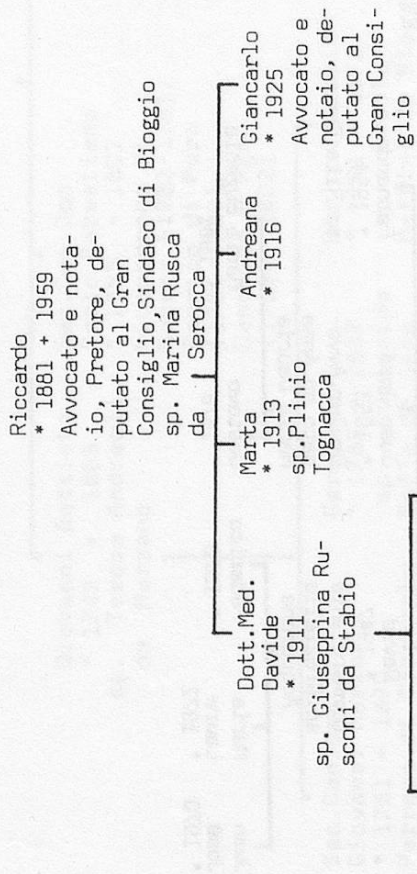 Riccardo
* 1881 + 1959
Avvocato e nota-
io, Pretore, de-
putato al Gran
Consiglio,Sindaco di Bioggio
sp. Marina Rusca
da Serocca
Dott.Med.
Davide
* 1911
sp. Giuseppina Ru-
sconi da Stabio
Marta
* 1913
sp.Plinio
Tognacca
Andreana
* 1916
Giancarlo
* 1925
Avvocato e
notaio, de-
putato al
Gran Consi-
glio